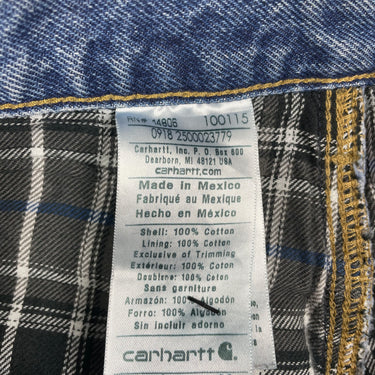 RN# 14806 100115
0918 2500023779
Carhartt, Inc. P. O. Box 600
Dearborn, MI 48121 USA
carhartt.com
Made in Mexico
Fabriqué au Mexique
Hecho en México
Shell: 100% Cotton
Lining: 100% Cotton
Exclusive of Trimming
Extérieur: 100% Coton
Doublure: 100% Coton
Sans garniture
Armazón: 100% Algodón
Forro: 100% Algodón
Sin incluir adorno
carhartt